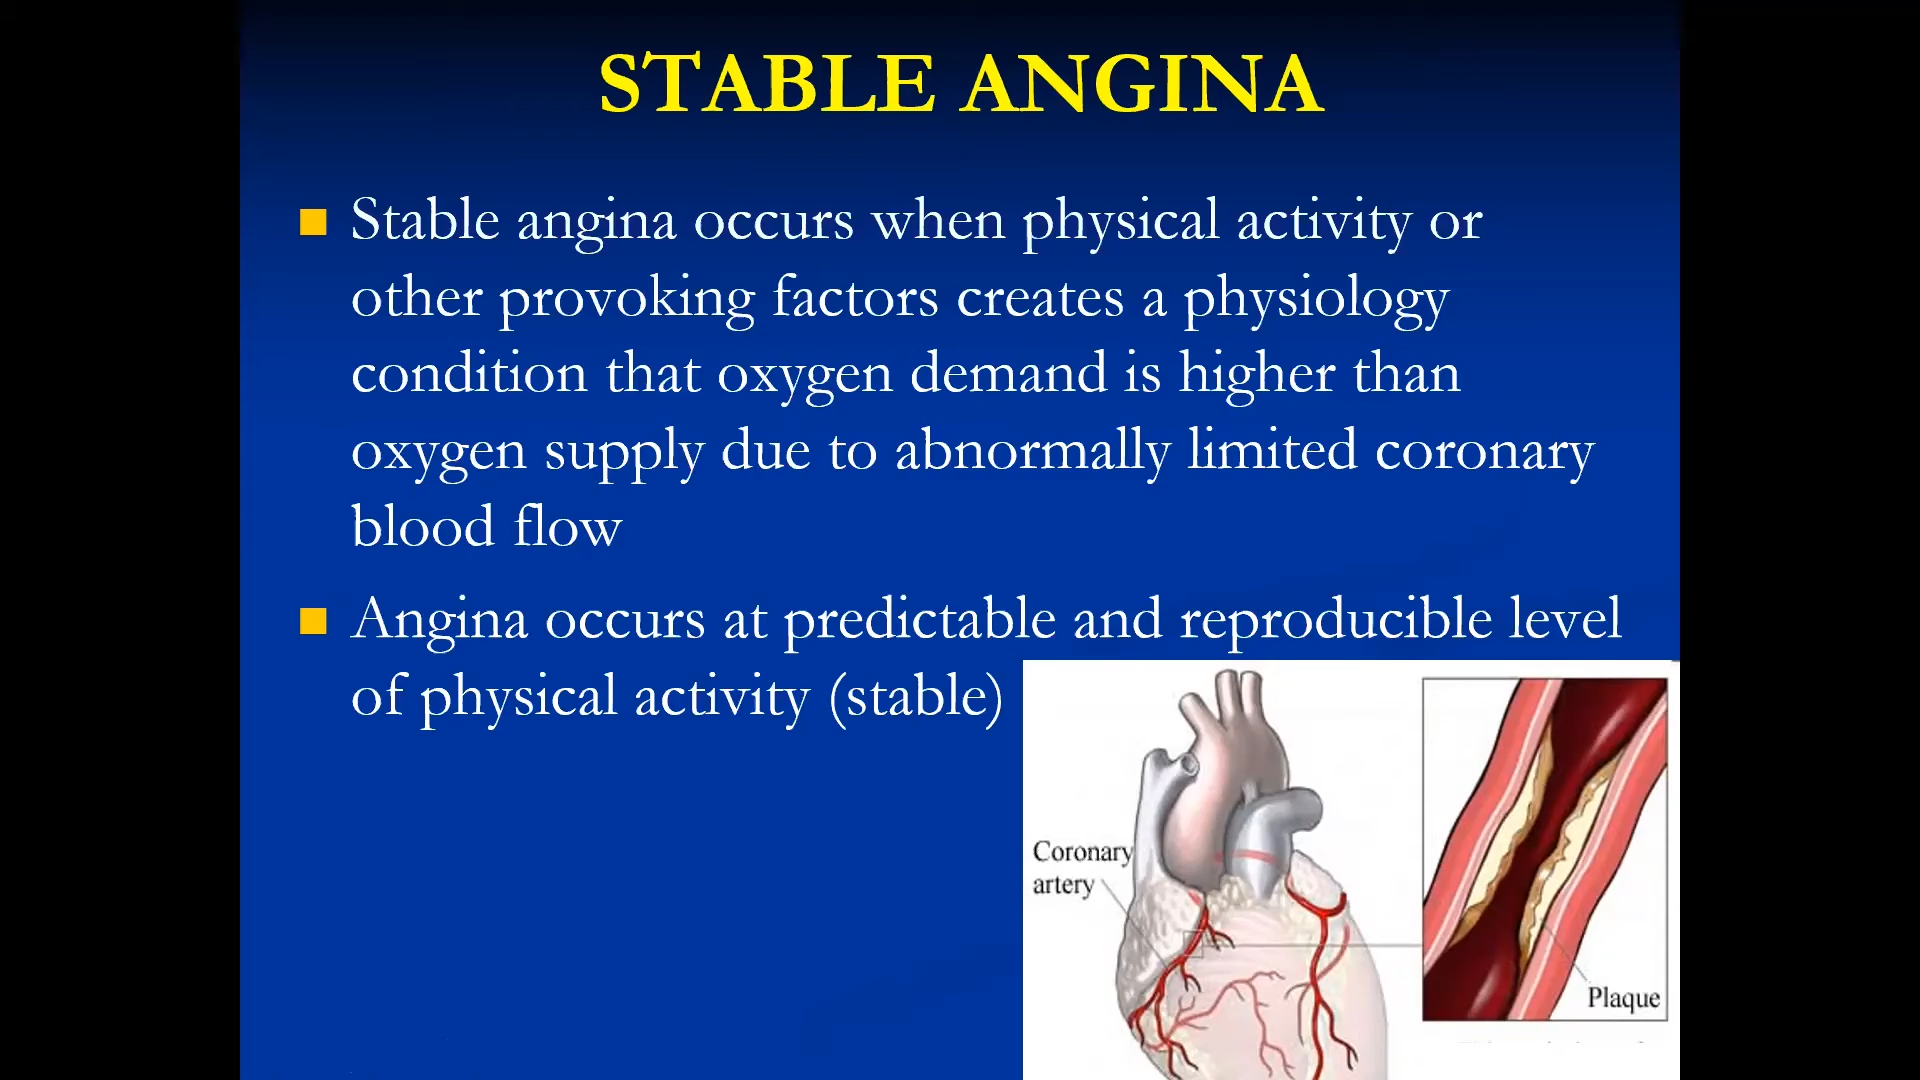 STABLE ANGINA
Stable angina occurs when physical activity or
other provoking factors creates a physiology
condition that oxygen demand is higher than
oxygen supply due to abnormally limited coronary
blood flow
Angina occurs at predictable and reproducible level
of physical activity (stable)
Coronary
artery
Plaque